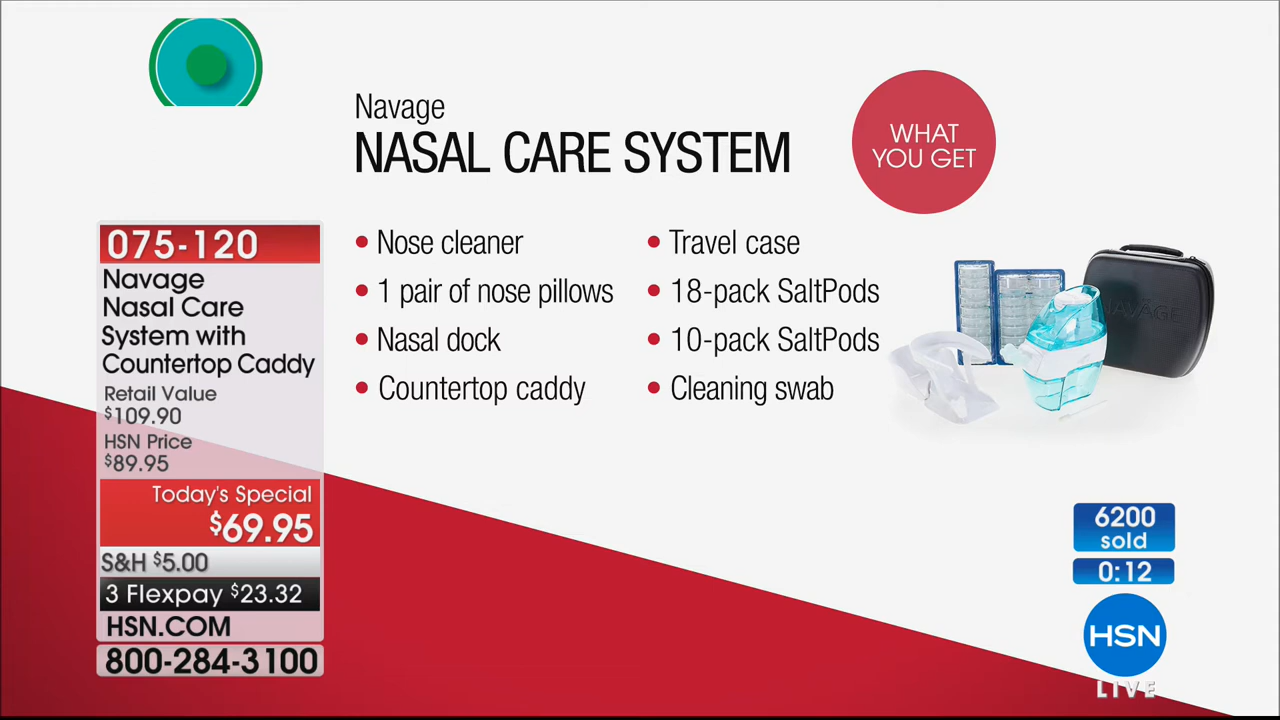 Navage
NASAL CARE SYSTEM
WHAT
YOU GET
• Nose cleaner
• 1 pair of nose pillows
• Nasal dock
• Countertop caddy
• Travel case
• 18-pack SaltPods
• 10-pack SaltPods
• Cleaning swab
NAVAGE
075-120
Navage
Nasal Care
System with
Countertop Caddy
Retail Value
$109.90
HSN Price
$89.95
Today's Special
$69.95
S&H $5.00
3 Flexpay $23.32
HSN.COM
800-284-3100
6200
sold
0:12
HSN
LIVE